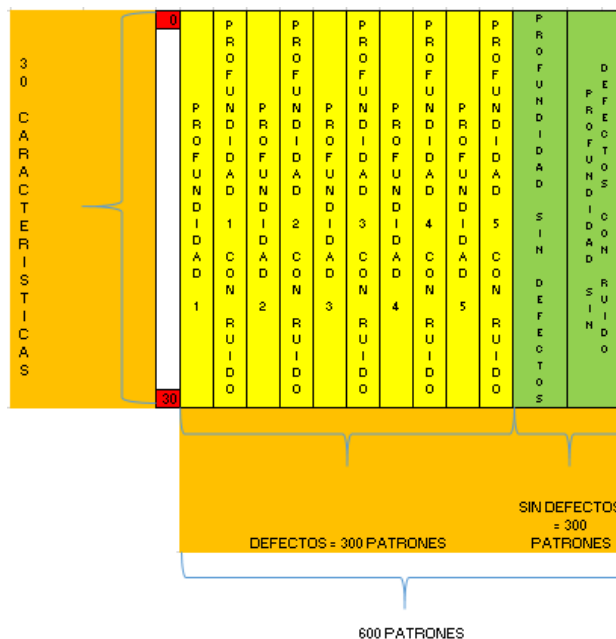 30 CARACTERISTICAS
0
30
PROFUNDIDAD 1
PROFUNDIDAD 1 CON RUIDO
PROFUNDIDAD 2
PROFUNDIDAD 2 CON RUIDO
PROFUNDIDAD 3
PROFUNDIDAD 3 CON RUIDO
PROFUNDIDAD 4
PROFUNDIDAD 4 CON RUIDO
PROFUNDIDAD 5
PROFUNDIDAD 5 CON RUIDO
PROFUNDIDAD SIN DEFECTOS
PROFUNDIDAD SIN
DEFECTOS CON RUIDO
DEFECTOS = 300 PATRONES
SIN DEFECTOS
= 300
PATRONES
600 PATRONES